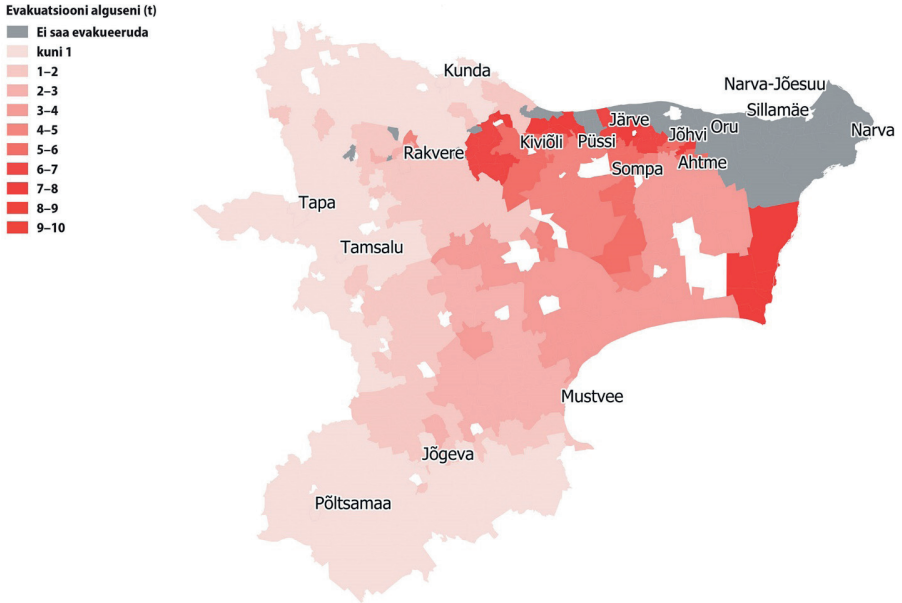 Evakuatsiooni alguseni (t)
Ei saa evakueeruda
kuni 1
1–2
2–3
3–4
4–5
5–6
6–7
7–8
8–9
9–10
Kunda
Narva-Jõesuu
Sillamäe
Järve
Oru
Narva
Kiviõli
Püssi
Jõhvi
Rakvere
Ahtme
Sompa
Tapa
Tamsalu
Mustvee
Jõgeva
Põltsamaa